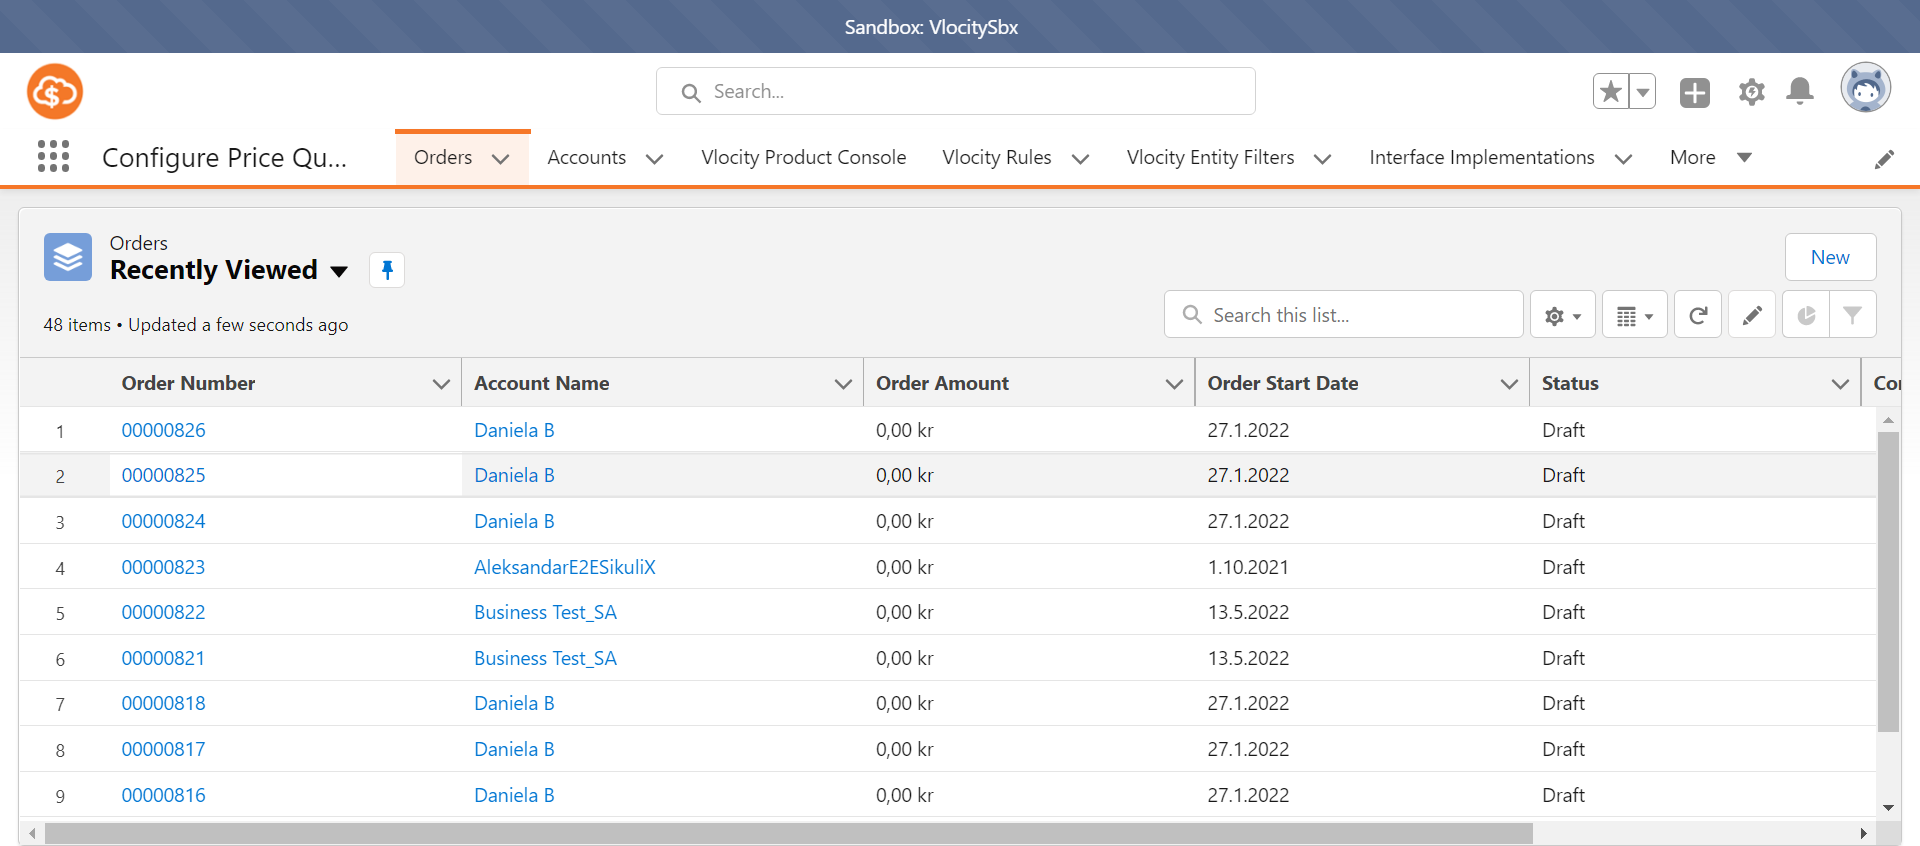 Sandbox: VlocitySbx
Search...
Configure Price Qu... Orders Accounts Vlocity Product Console Vlocity Rules Vlocity Entity Filters Interface Implementations More
Orders
Recently Viewed
New
48 items • Updated a few seconds ago
Search this list...
Order Number Account Name Order Amount Order Start Date Status Co
1 00000826 Daniela B 0,00 kr 27.1.2022 Draft
2 00000825 Daniela B 0,00 kr 27.1.2022 Draft
3 00000824 Daniela B 0,00 kr 27.1.2022 Draft
4 00000823 AleksandarE2ESikuliX 0,00 kr 1.10.2021 Draft
5 00000822 Business Test_SA 0,00 kr 13.5.2022 Draft
6 00000821 Business Test_SA 0,00 kr 13.5.2022 Draft
7 00000818 Daniela B 0,00 kr 27.1.2022 Draft
8 00000817 Daniela B 0,00 kr 27.1.2022 Draft
9 00000816 Daniela B 0,00 kr 27.1.2022 Draft